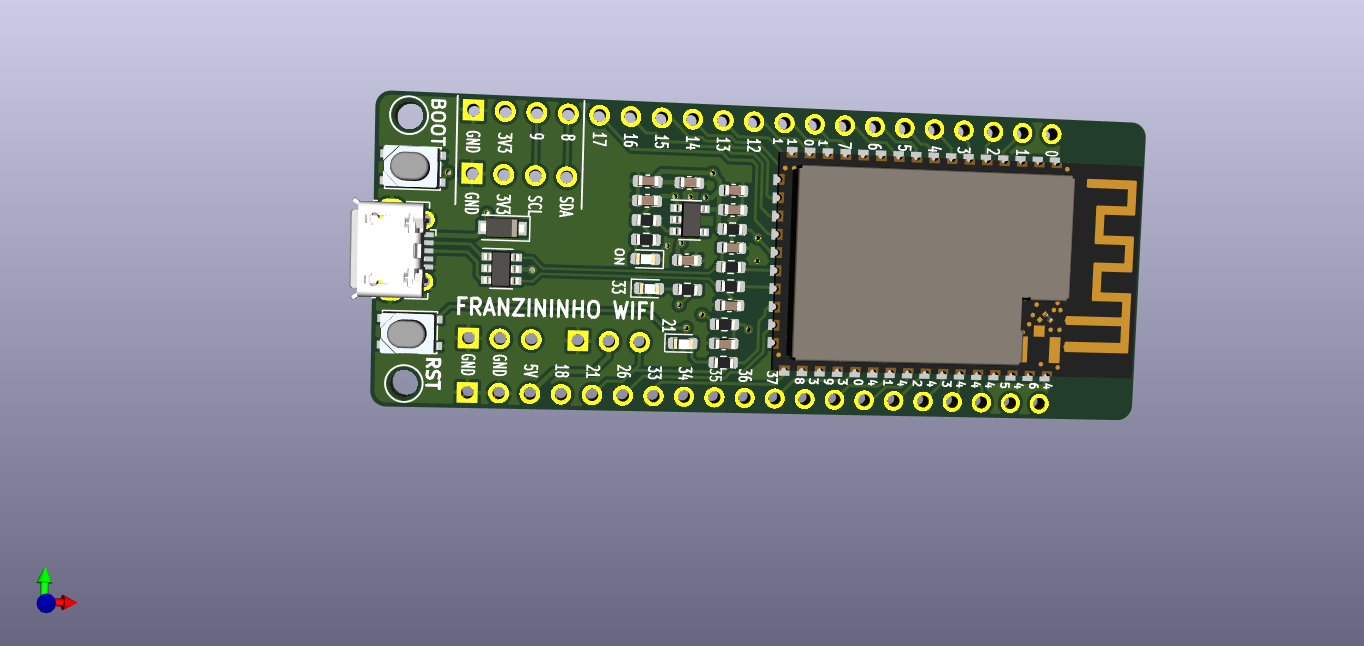 BOOT
GND 3V3 9 8 17 16 15 14 13 12 11 10 7 6 5 4 3 2 1 0
GND 3V3 SCL SDA
ON
33
FRANZININHO WIFI
21
RST
GND GND 5V 18 21 26 33 34 35 36 37